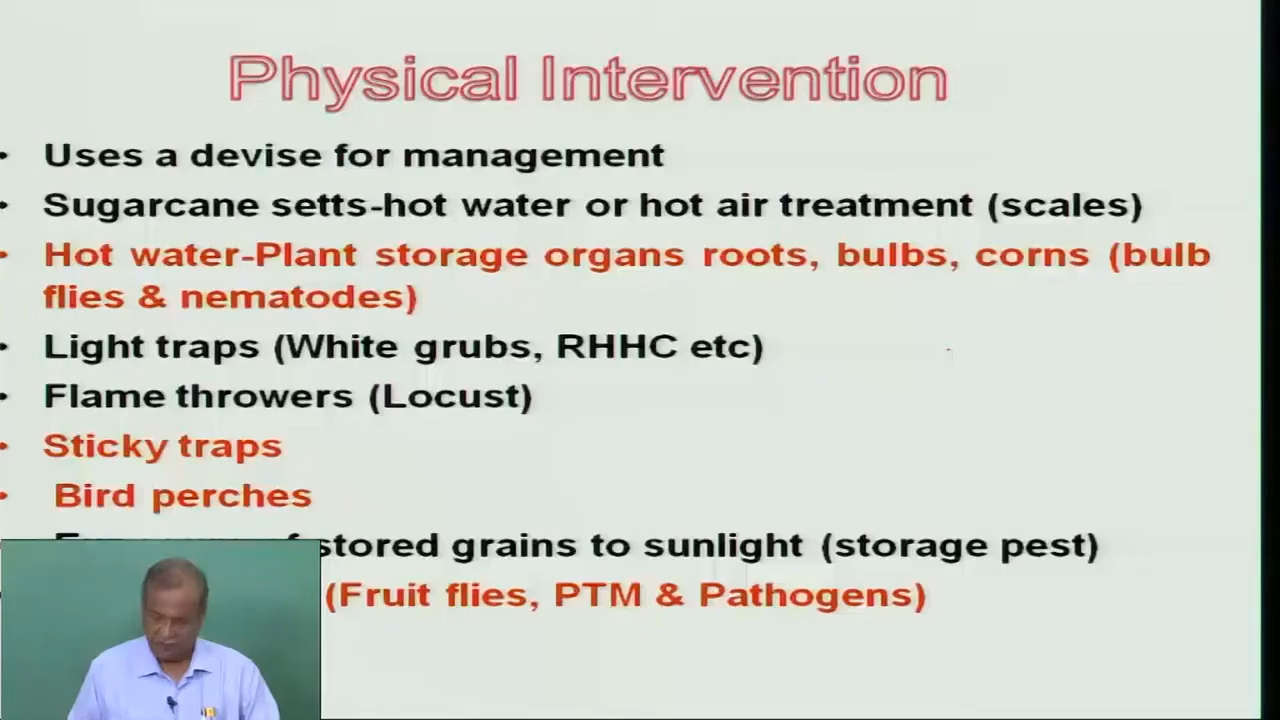 Physical Intervention
• Uses a devise for management
• Sugarcane setts-hot water or hot air treatment (scales)
• Hot water-Plant storage organs roots, bulbs, corns (bulb
flies & nematodes)
• Light traps (White grubs, RHHC etc)
• Flame throwers (Locust)
• Sticky traps
• Bird perches
stored grains to sunlight (storage pest)
(Fruit flies, PTM & Pathogens)